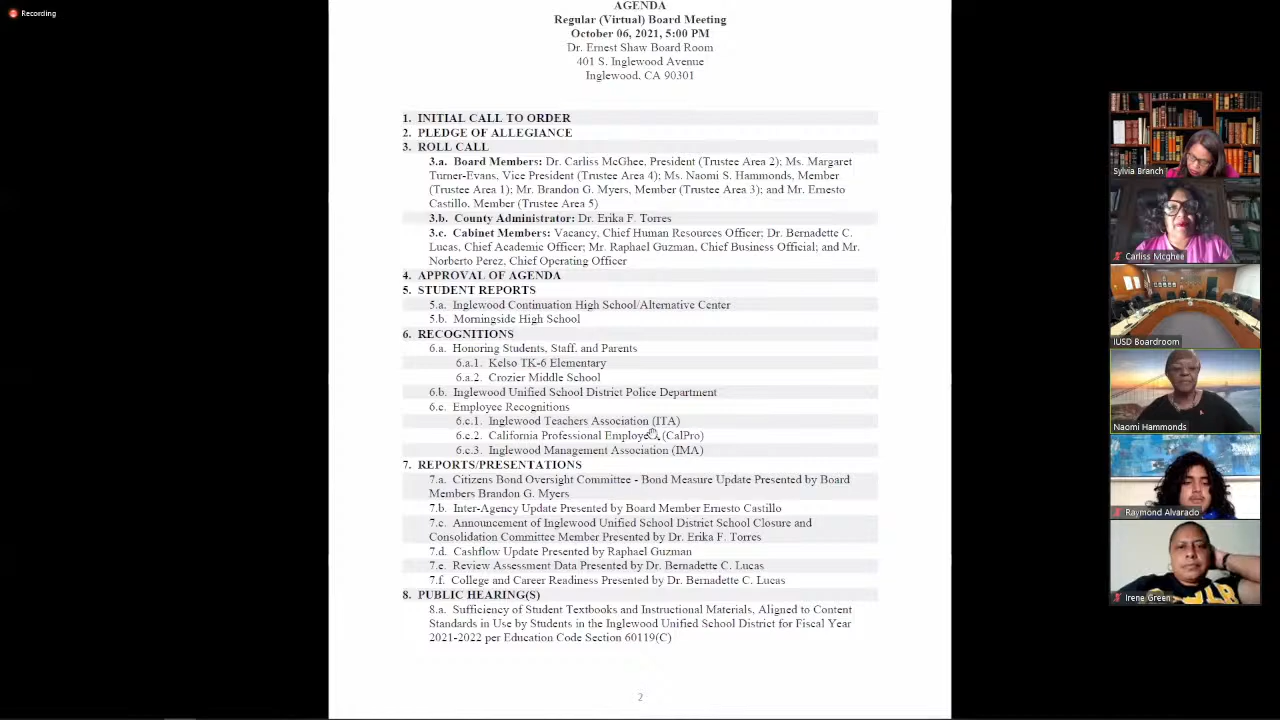 Recording
AGENDA
Regular (Virtual) Board Meeting
October 06, 2021, 5:00 PM
Dr. Ernest Shaw Board Room
401 S. Inglewood Avenue
Inglewood, CA 90301
1. INITIAL CALL TO ORDER
2. PLEDGE OF ALLEGIANCE
3. ROLL CALL
3.a. Board Members: Dr. Carliss McGhee, President (Trustee Area 2); Ms. Margaret
Turner-Evans, Vice President (Trustee Area 4); Ms. Naomi S. Hammonds, Member
(Trustee Area 1); Mr. Brandon G. Myers, Member (Trustee Area 3); and Mr. Ernesto
Castillo, Member (Trustee Area 5)
3.b. County Administrator: Dr. Erika F. Torres
3.c. Cabinet Members: Vacancy, Chief Human Resources Officer; Dr. Bernadette C.
Lucas, Chief Academic Officer; Mr. Raphael Guzman, Chief Business Official; and Mr.
Norberto Perez, Chief Operating Officer
4. APPROVAL OF AGENDA
5. STUDENT REPORTS
5.a. Inglewood Continuation High School/Alternative Center
5.b. Morningside High School
6. RECOGNITIONS
6.a. Honoring Students, Staff, and Parents
6.a.1. Kelso TK-6 Elementary
6.a.2. Crozier Middle School
6.b. Inglewood Unified School District Police Department
6.c. Employee Recognitions
6.c.1. Inglewood Teachers Association (ITA)
6.c.2. California Professional Employees (CalPro)
6.c.3. Inglewood Management Association (IMA)
7. REPORTS/PRESENTATIONS
7.a. Citizens Bond Oversight Committee - Bond Measure Update Presented by Board
Members Brandon G. Myers
7.b. Inter-Agency Update Presented by Board Member Ernesto Castillo
7.c. Announcement of Inglewood Unified School District School Closure and
Consolidation Committee Member Presented by Dr. Erika F. Torres
7.d. Cashflow Update Presented by Raphael Guzman
7.e. Review Assessment Data Presented by Dr. Bernadette C. Lucas
7.f. College and Career Readiness Presented by Dr. Bernadette C. Lucas
8. PUBLIC HEARING(S)
8.a. Sufficiency of Student Textbooks and Instructional Materials, Aligned to Content
Standards in Use by Students in the Inglewood Unified School District for Fiscal Year
2021-2022 per Education Code Section 60119(C)
2
Sylvia Branch
Carliss Mcghee
IUSD Boardroom
Naomi Hammonds
Raymond Alvarado
Irene Green